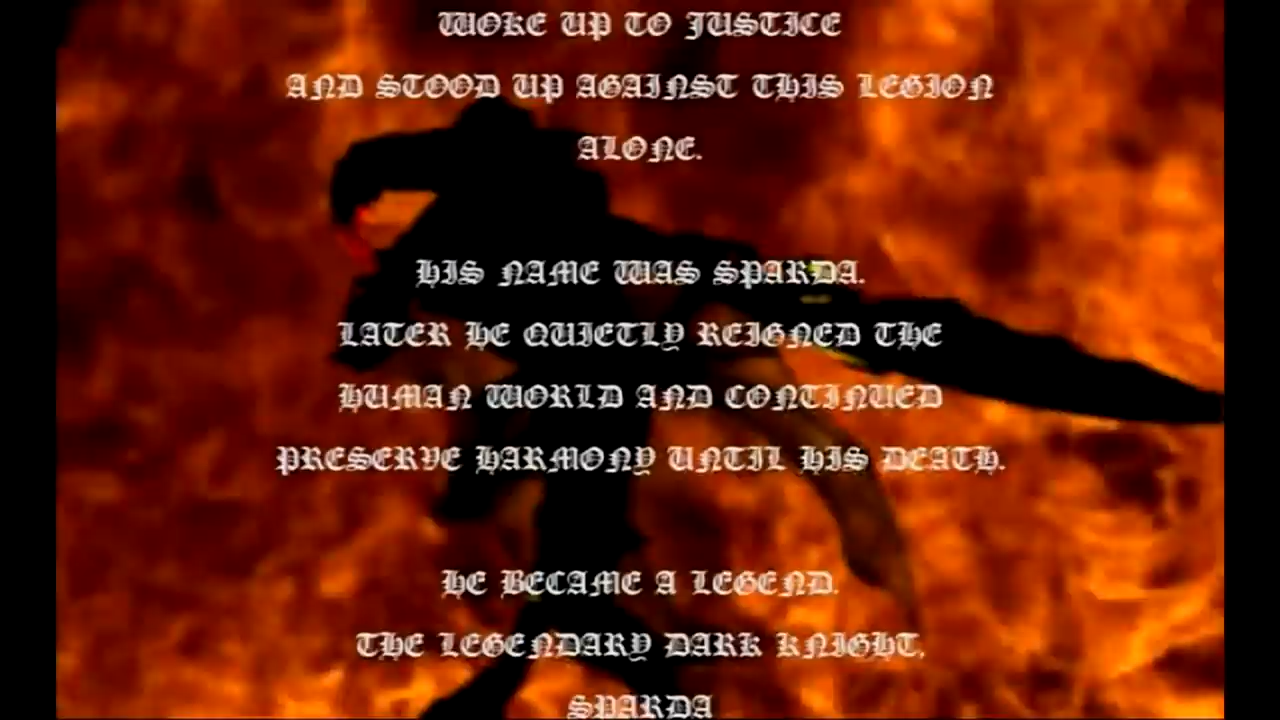 WOKE UP TO JUSTICE
AND STOOD UP AGAINST THIS LEGION
ALONE.
HIS NAME WAS SPARDA.
LATER HE QUIETLY REIGNED THE
HUMAN WORLD AND CONTINUED
PRESERVE HARMONY UNTIL HIS DEATH.
HE BECAME A LEGEND.
THE LEGENDARY DARK KNIGHT,
SPARDA